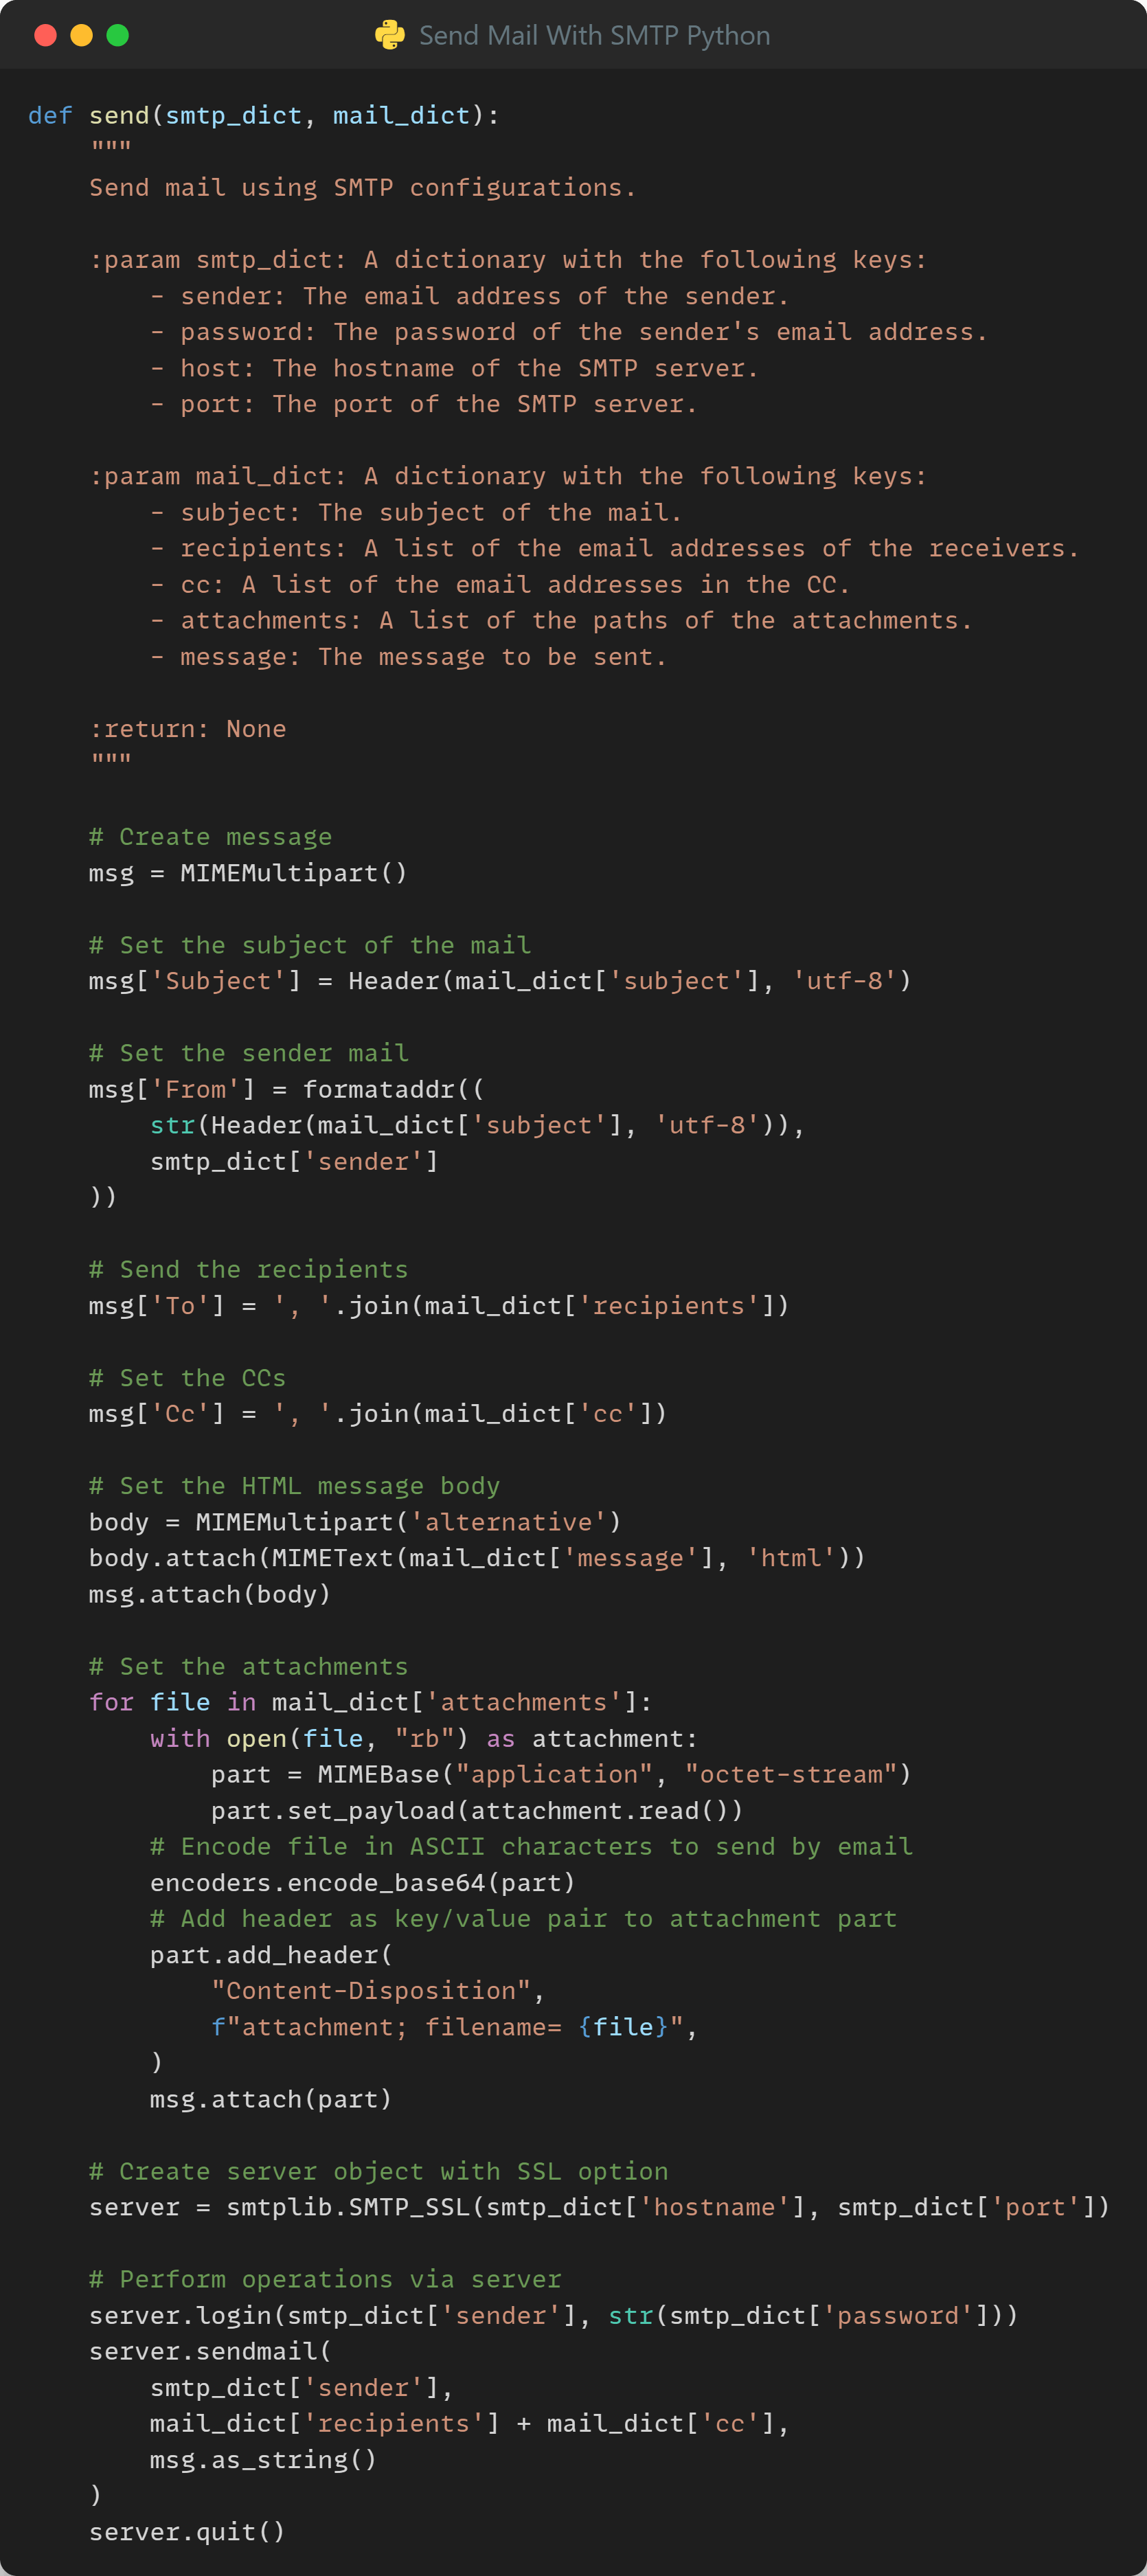 Send Mail With SMTP Python
def send(smtp_dict, mail_dict):
    """
    Send mail using SMTP configurations.

    :param smtp_dict: A dictionary with the following keys:
        - sender: The email address of the sender.
        - password: The password of the sender's email address.
        - host: The hostname of the SMTP server.
        - port: The port of the SMTP server.

    :param mail_dict: A dictionary with the following keys:
        - subject: The subject of the mail.
        - recipients: A list of the email addresses of the receivers.
        - cc: A list of the email addresses in the CC.
        - attachments: A list of the paths of the attachments.
        - message: The message to be sent.

    :return: None
    """

    # Create message
    msg = MIMEMultipart()

    # Set the subject of the mail
    msg['Subject'] = Header(mail_dict['subject'], 'utf-8')

    # Set the sender mail
    msg['From'] = formataddr((
        str(Header(mail_dict['subject'], 'utf-8')),
        smtp_dict['sender']
    ))

    # Send the recipients
    msg['To'] = ', '.join(mail_dict['recipients'])

    # Set the CCs
    msg['Cc'] = ', '.join(mail_dict['cc'])

    # Set the HTML message body
    body = MIMEMultipart('alternative')
    body.attach(MIMEText(mail_dict['message'], 'html'))
    msg.attach(body)

    # Set the attachments
    for file in mail_dict['attachments']:
        with open(file, "rb") as attachment:
            part = MIMEBase("application", "octet-stream")
            part.set_payload(attachment.read())
        # Encode file in ASCII characters to send by email
        encoders.encode_base64(part)
        # Add header as key/value pair to attachment part
        part.add_header(
            "Content-Disposition",
            f"attachment; filename= {file}",
        )
        msg.attach(part)

    # Create server object with SSL option
    server = smtplib.SMTP_SSL(smtp_dict['hostname'], smtp_dict['port'])

    # Perform operations via server
    server.login(smtp_dict['sender'], str(smtp_dict['password']))
    server.sendmail(
        smtp_dict['sender'],
        mail_dict['recipients'] + mail_dict['cc'],
        msg.as_string()
    )
    server.quit()